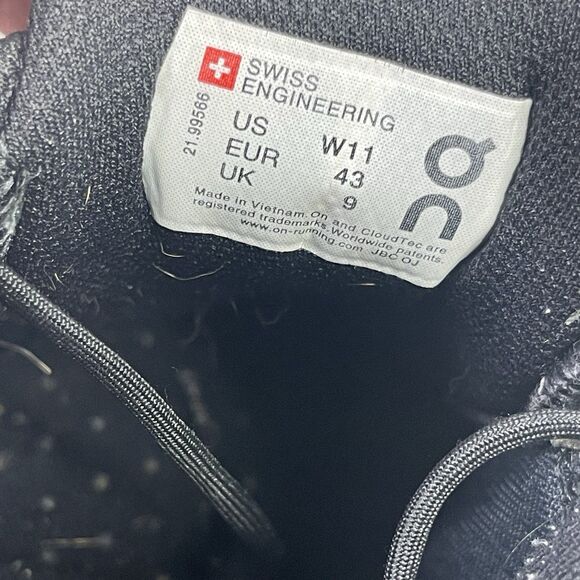 SWISS
ENGINEERING
21.99566
US W11
EUR 43
UK 9
Made in Vietnam. On and CloudTec are
registered trademarks. Worldwide patents.
www.on-running.com JBC OJ